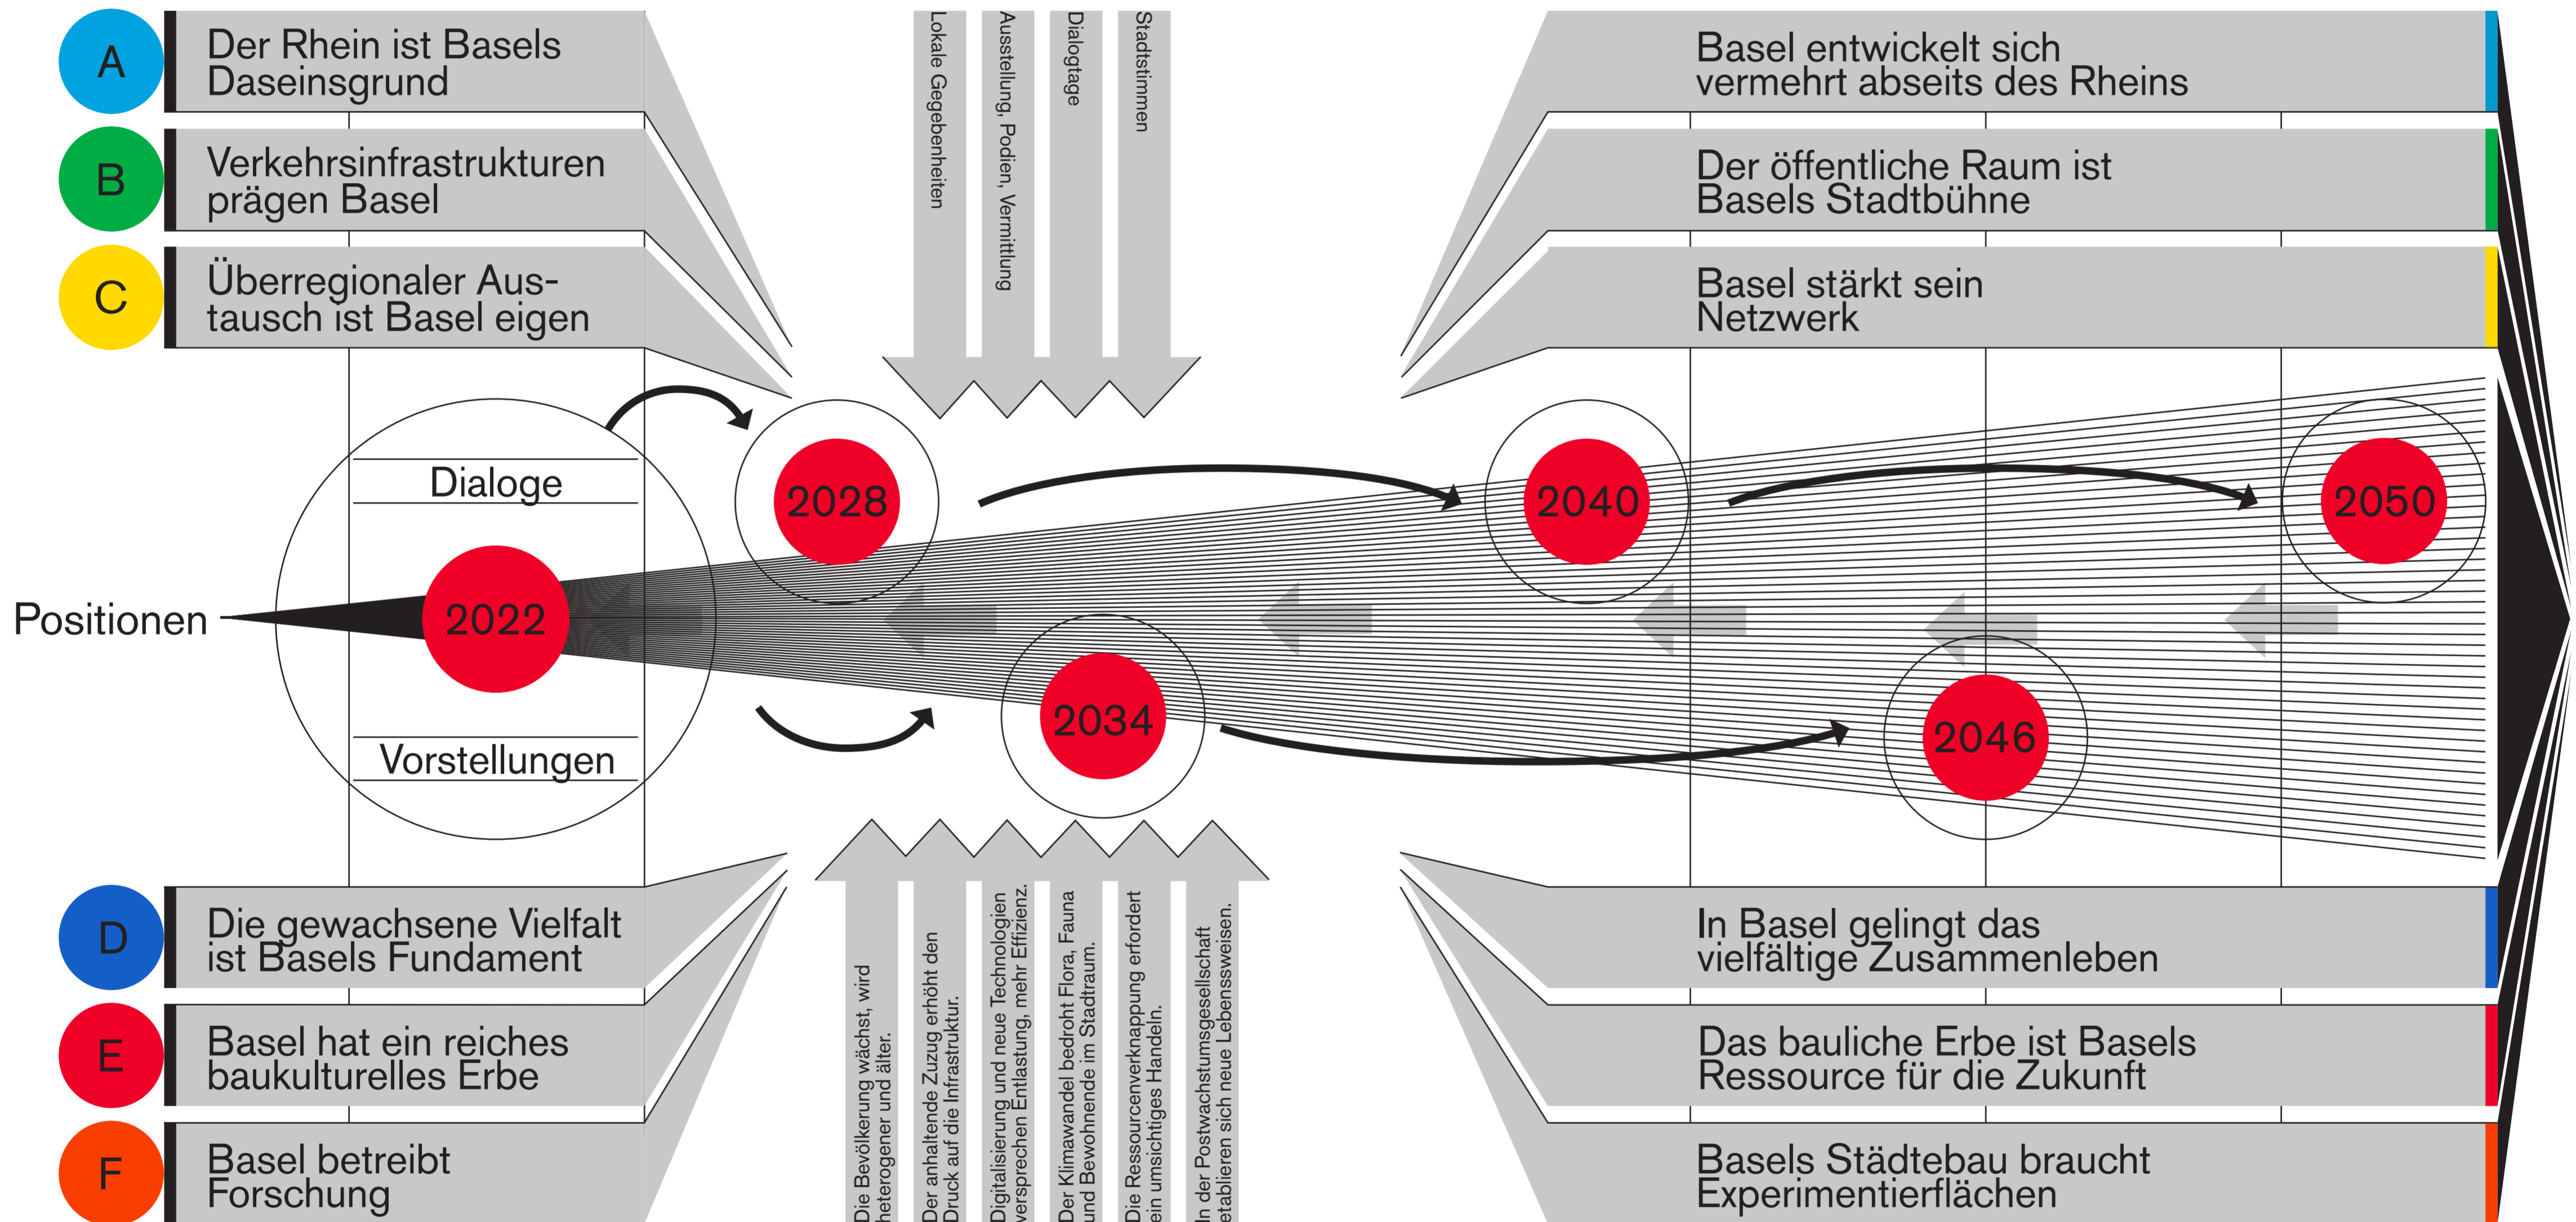 A
Der Rhein ist Basels
Daseinsgrund
B
Verkehrsinfrastrukturen
prägen Basel
C
Überregionaler Aus-
tausch ist Basel eigen
Lokale Gegebenheiten
Ausstellung, Podien, Vermittlung
Dialogtage
Stadtstimmen
Basel entwickelt sich
vermehrt abseits des Rheins
Der öffentliche Raum ist
Basels Stadtbühne
Basel stärkt sein
Netzwerk
Dialoge
Positionen
2022
Vorstellungen
2028
2034
2040
2046
2050
D
Die gewachsene Vielfalt
ist Basels Fundament
E
Basel hat ein reiches
baukulturelles Erbe
F
Basel betreibt
Forschung
Die Bevölkerung wächst, wird
heterogener und älter.
Der anhaltende Zuzug erhöht den
Druck auf die Infrastruktur.
Digitalisierung und neue Technologien
versprechen Entlastung, mehr Effizienz.
Der Klimawandel bedroht Flora, Fauna
und Bewohnende im Stadtraum.
Die Ressourcenverknappung erfordert
ein umsichtiges Handeln.
In der Postwachstumsgesellschaft
etablieren sich neue Lebensweisen.
In Basel gelingt das
vielfältige Zusammenleben
Das bauliche Erbe ist Basels
Ressource für die Zukunft
Basels Städtebau braucht
Experimentierflächen